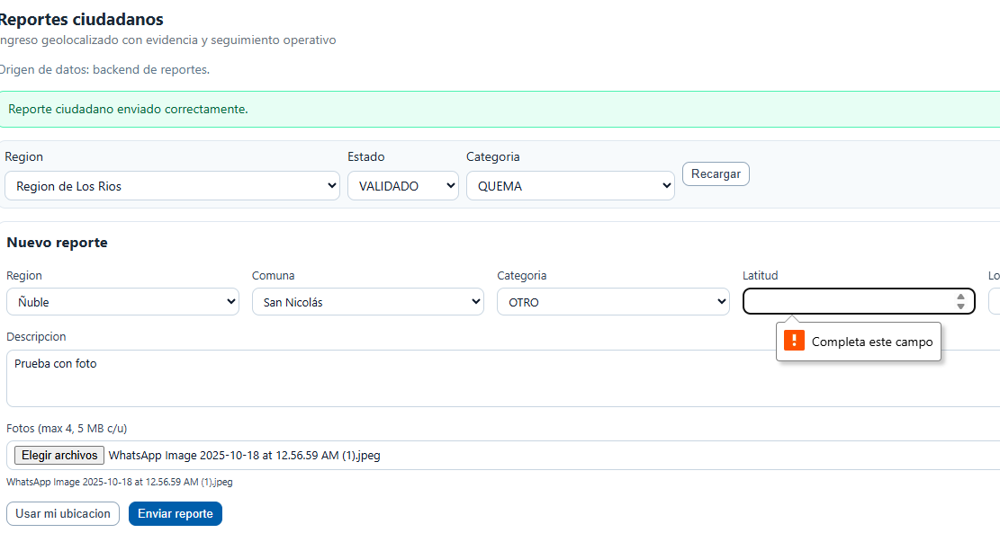 Reportes ciudadanos
ngreso geolocalizado con evidencia y seguimiento operativo
Origen de datos: backend de reportes.
Reporte ciudadano enviado correctamente.
Region Estado Categoria
Region de Los Rios VALIDADO QUEMA Recargar
Nuevo reporte
Region Comuna Categoria Latitud Lo
Ñuble San Nicolás OTRO
Completa este campo
Descripcion
Prueba con foto
Fotos (max 4, 5 MB c/u)
Elegir archivos WhatsApp Image 2025-10-18 at 12.56.59 AM (1).jpeg
WhatsApp Image 2025-10-18 at 12.56.59 AM (1).jpeg
Usar mi ubicacion Enviar reporte